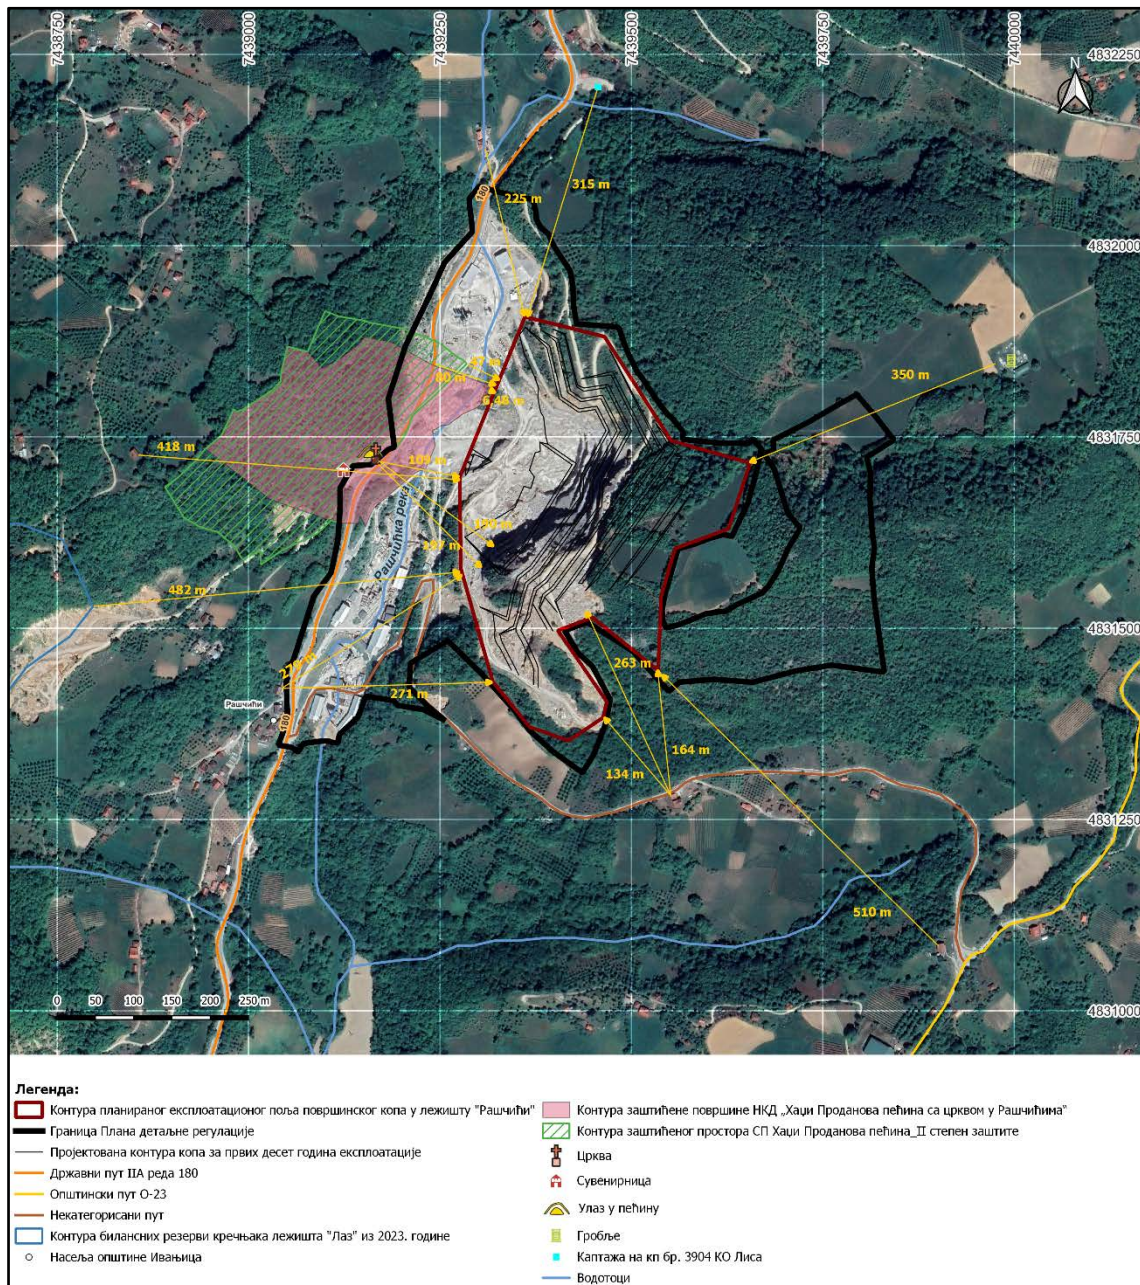 7438750
7439000
7439250
7439500
7439750
7440000
4832250
N
180
225 m
315 m
4832000
80 m
6,48 m
350 m
4831750
418 m
109 m
Рашчићка река
482 m
4831500
263 m
271 m
Рашчићи
180
164 m
134 m
4831250
510 m
0 50 100 150 200 250 m
4831000
Легенда:
Контура планираног експлоатационог поља површинског копа у лежишту "Рашчићи"
Граница Плана детаљне регулације
Пројектована контура копа за првих десет година експлоатације
Државни пут IIА реда 180
Општински пут О-23
Некатегорисани пут
Контура билансних резерви кречњака лежишта "Лаз" из 2023. године
Насеља општине Ивањица
Контура заштићене површине НКД „Хаџи Проданова пећина са црквом у Рашчићима“
Контура заштићеног простора СП Хаџи Проданова пећина_II степен заштите
Црква
Сувенирница
Улаз у пећину
Гробље
Каптажа на кп бр. 3904 КО Лиса
Водотоци